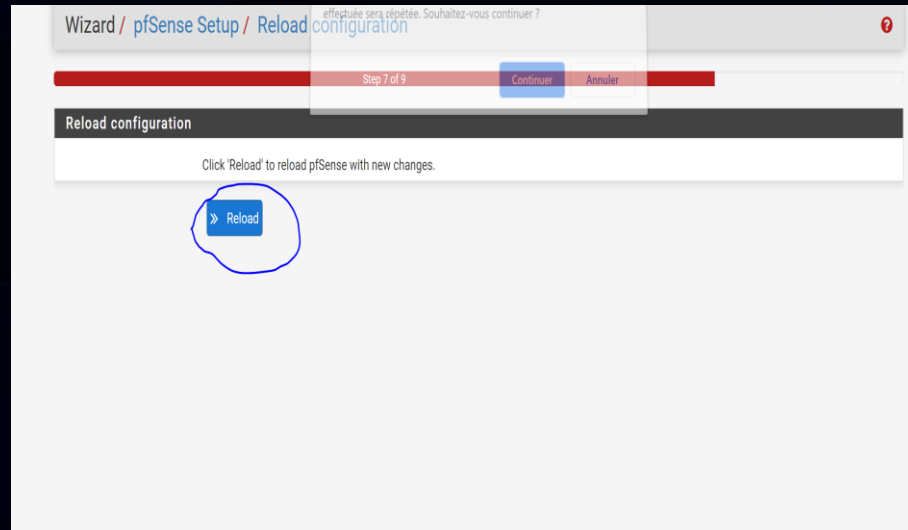 effectuée sera répétée. Souhaitez-vous continuer ?
Wizard / pfSense Setup / Reload configuration
Step 7 of 9
Continuer Annuler
Reload configuration
Click 'Reload' to reload pfSense with new changes.
Reload